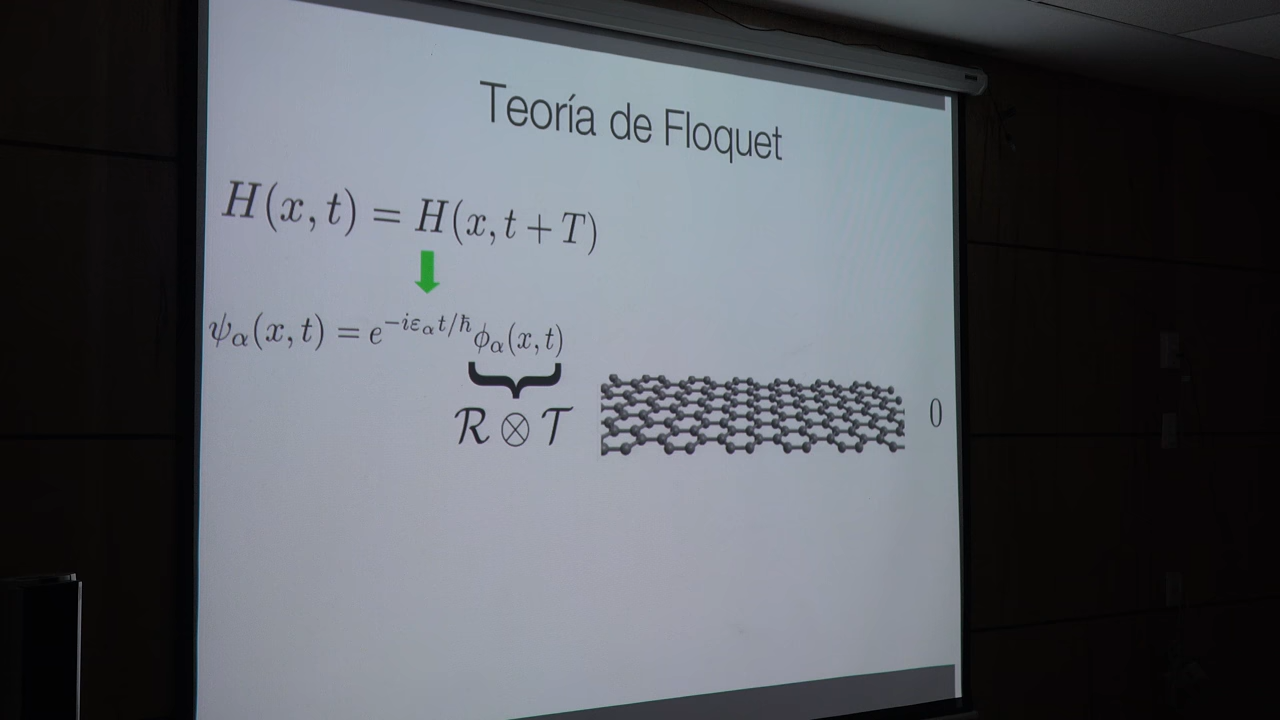 Teoría de Floquet
H(x, t) = H(x, t + T)
ψ_α(x, t) = e^{-iε_α t/ħ} ϕ_α(x, t)
ℛ ⊗ 𝒯
0